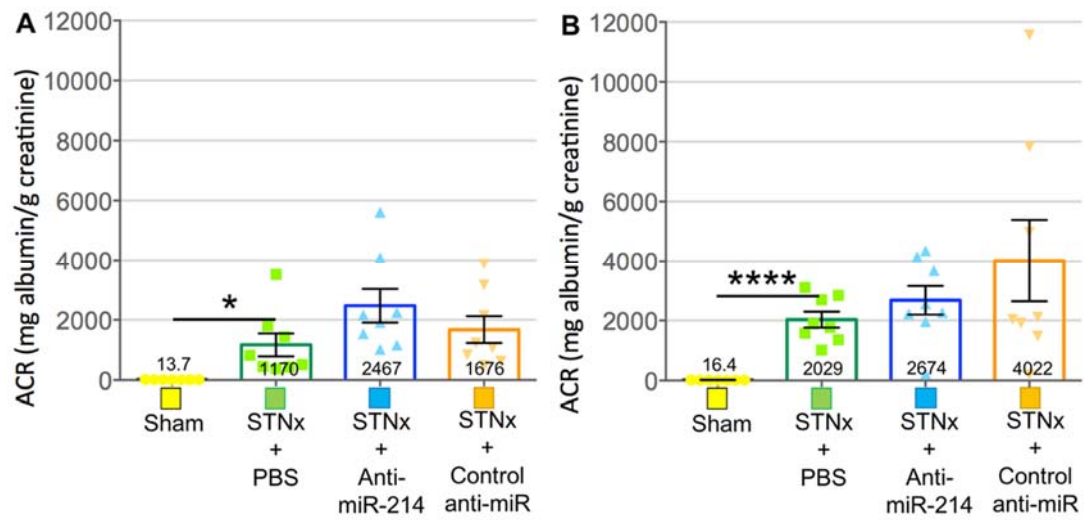 A
ACR (mg albumin/g creatinine)
12000
10000
8000
6000
4000
2000
0
*
13.7
1170
2467
1676
Sham
STNx
+
PBS
STNx
+
Anti-
miR-214
STNx
+
Control
anti-miR
B
ACR (mg albumin/g creatinine)
12000
10000
8000
6000
4000
2000
0
****
16.4
2029
2674
4022
Sham
STNx
+
PBS
STNx
+
Anti-
miR-214
STNx
+
Control
anti-miR